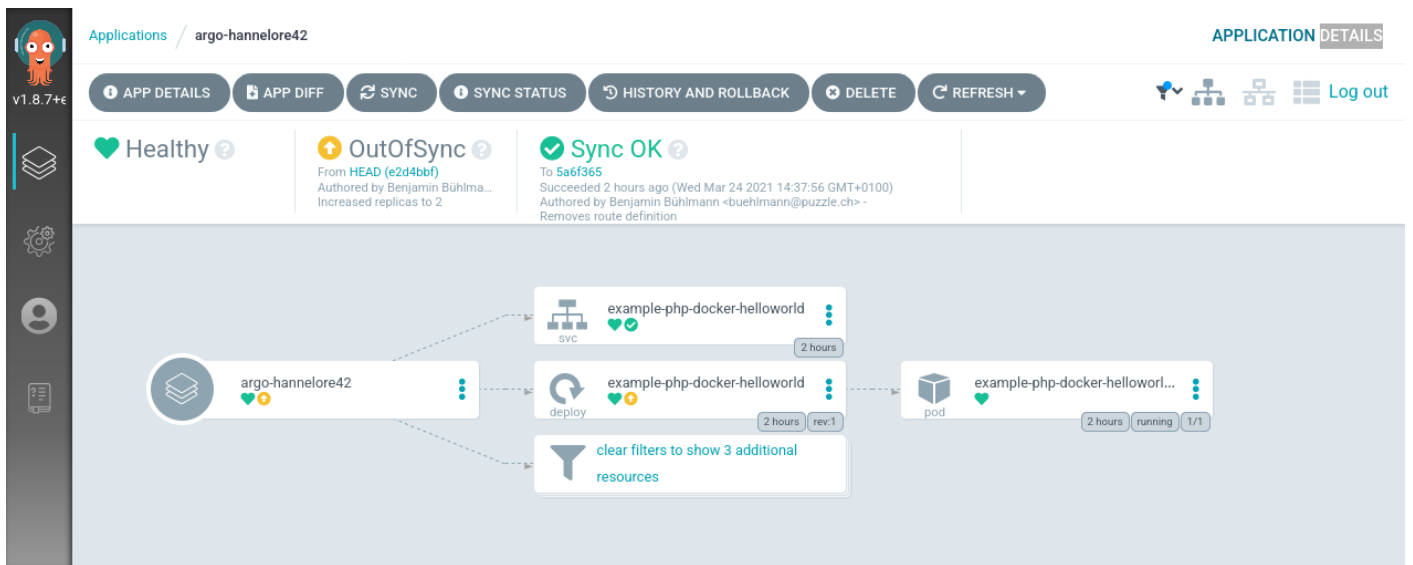 Applications / argo-hannelore42
APPLICATION DETAILS
v1.8.7+e
APP DETAILS APP DIFF SYNC SYNC STATUS HISTORY AND ROLLBACK DELETE REFRESH
Log out
Healthy
OutOfSync
From HEAD (e2d4bbf)
Authored by Benjamin Bühlma...
Increased replicas to 2
Sync OK
To 5a6f365
Succeeded 2 hours ago (Wed Mar 24 2021 14:37:56 GMT+0100)
Authored by Benjamin Bühlmann <buehlmann@puzzle.ch> -
Removes route definition
example-php-docker-helloworld
svc
2 hours
argo-hannelore42
example-php-docker-helloworld
deploy
2 hours rev:1
example-php-docker-helloworl...
pod
2 hours running 1/1
clear filters to show 3 additional
resources